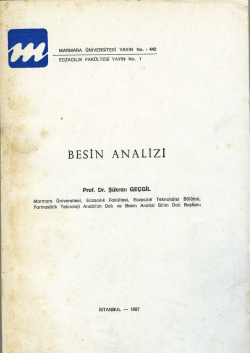 m
MARMARA ÜNİVERSİTESİ YAYIN No. : 442
ECZACILIK FAKÜLTESİ YAYIN No. 1
BESİN ANALİZİ
Prof. Dr. Şükran GEÇGİL
Marmara Üniversitesi, Eczacılık Fakültesi, Eczacılık Teknolojisi Bölümü,
Farmasötik Teknoloji Anabilim Dalı ve Besin Analizi Bilim Dalı Başkanı
İSTANBUL — 1987